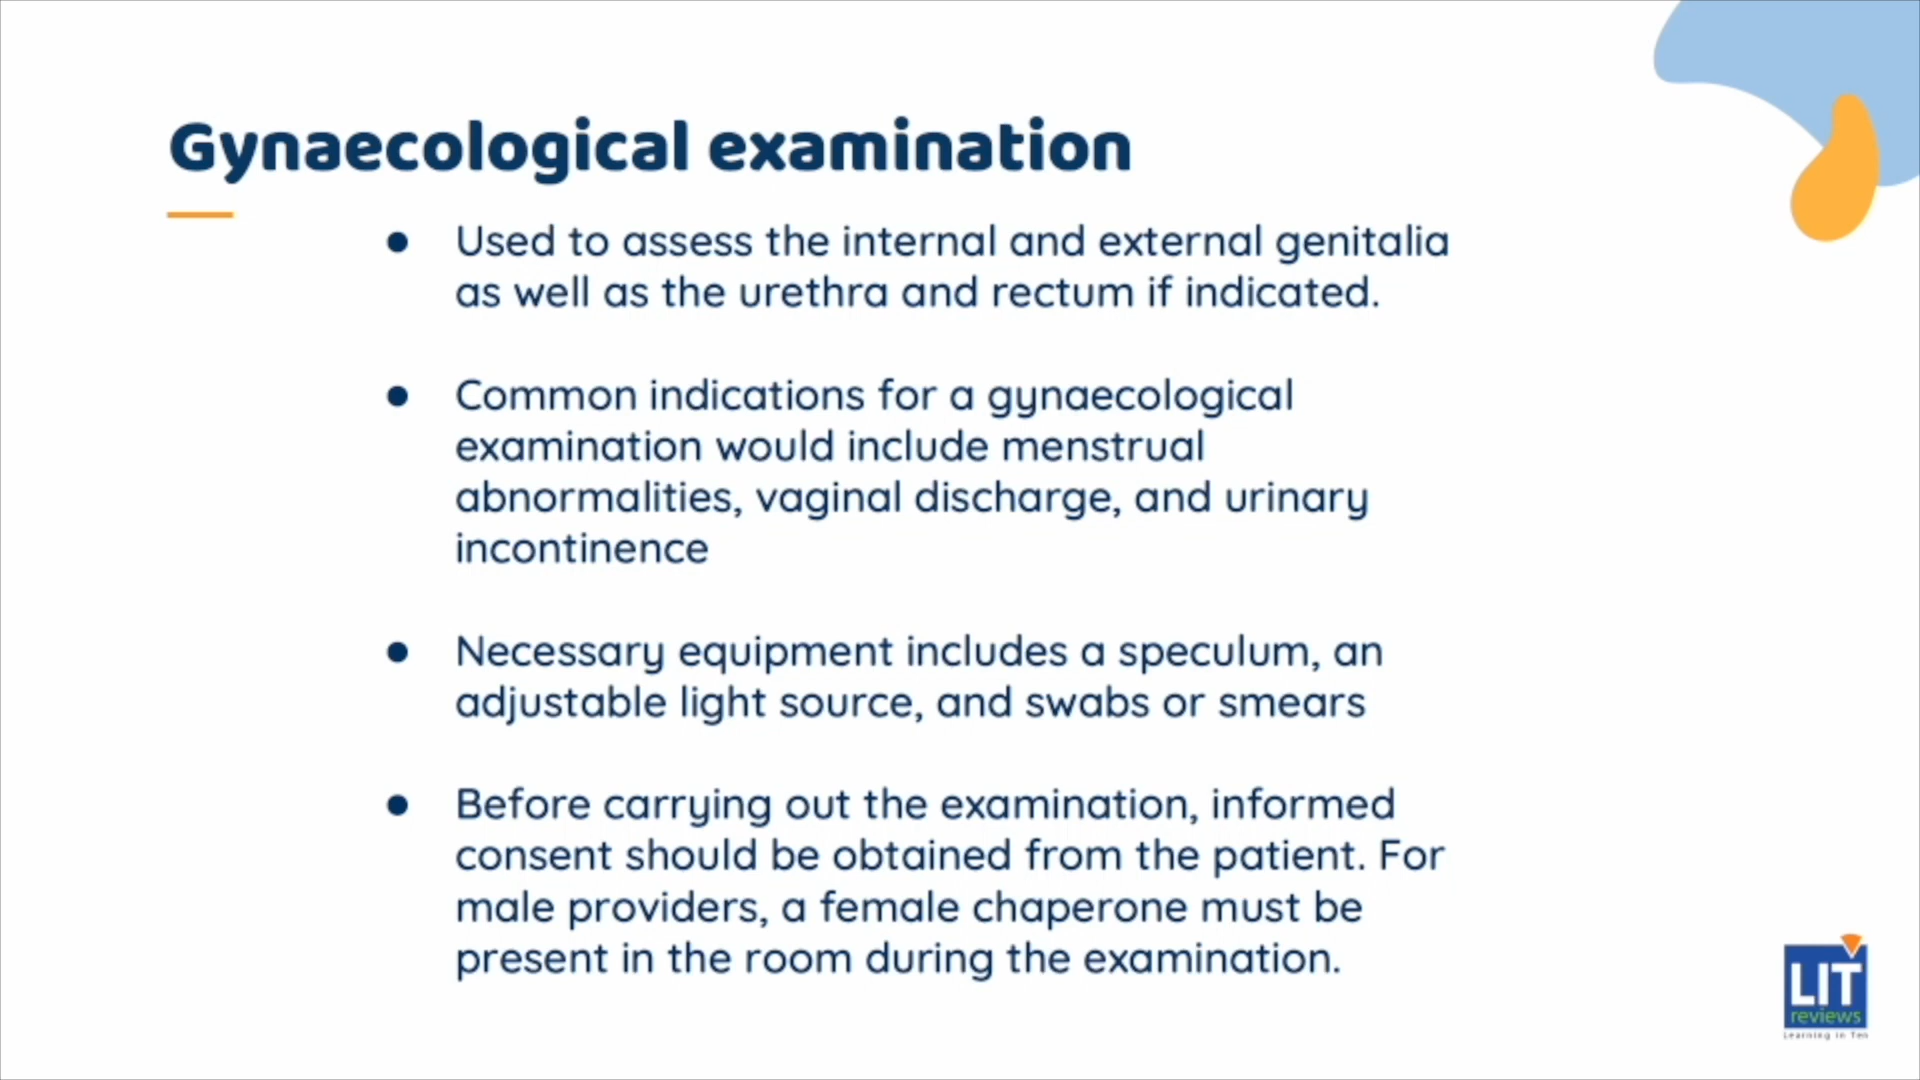 Gynaecological examination
● Used to assess the internal and external genitalia
as well as the urethra and rectum if indicated.
● Common indications for a gynaecological
examination would include menstrual
abnormalities, vaginal discharge, and urinary
incontinence
● Necessary equipment includes a speculum, an
adjustable light source, and swabs or smears
● Before carrying out the examination, informed
consent should be obtained from the patient. For
male providers, a female chaperone must be
present in the room during the examination.
LIT
reviews
Learning in Ten